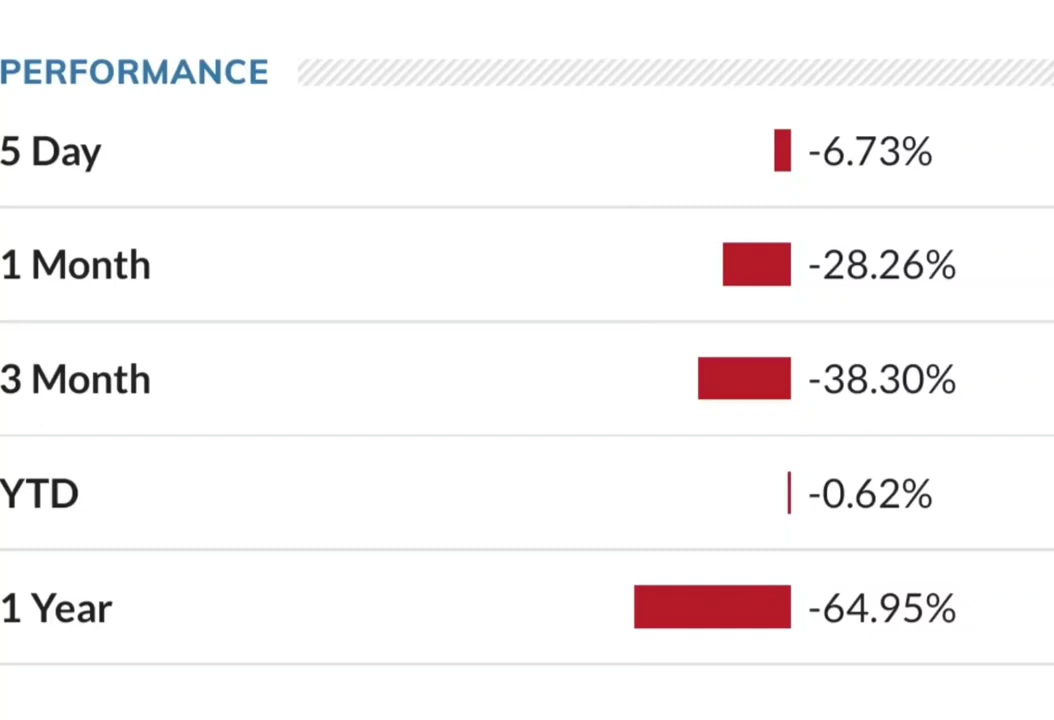 PERFORMANCE
5 Day -6.73%
1 Month -28.26%
3 Month -38.30%
YTD -0.62%
1 Year -64.95%